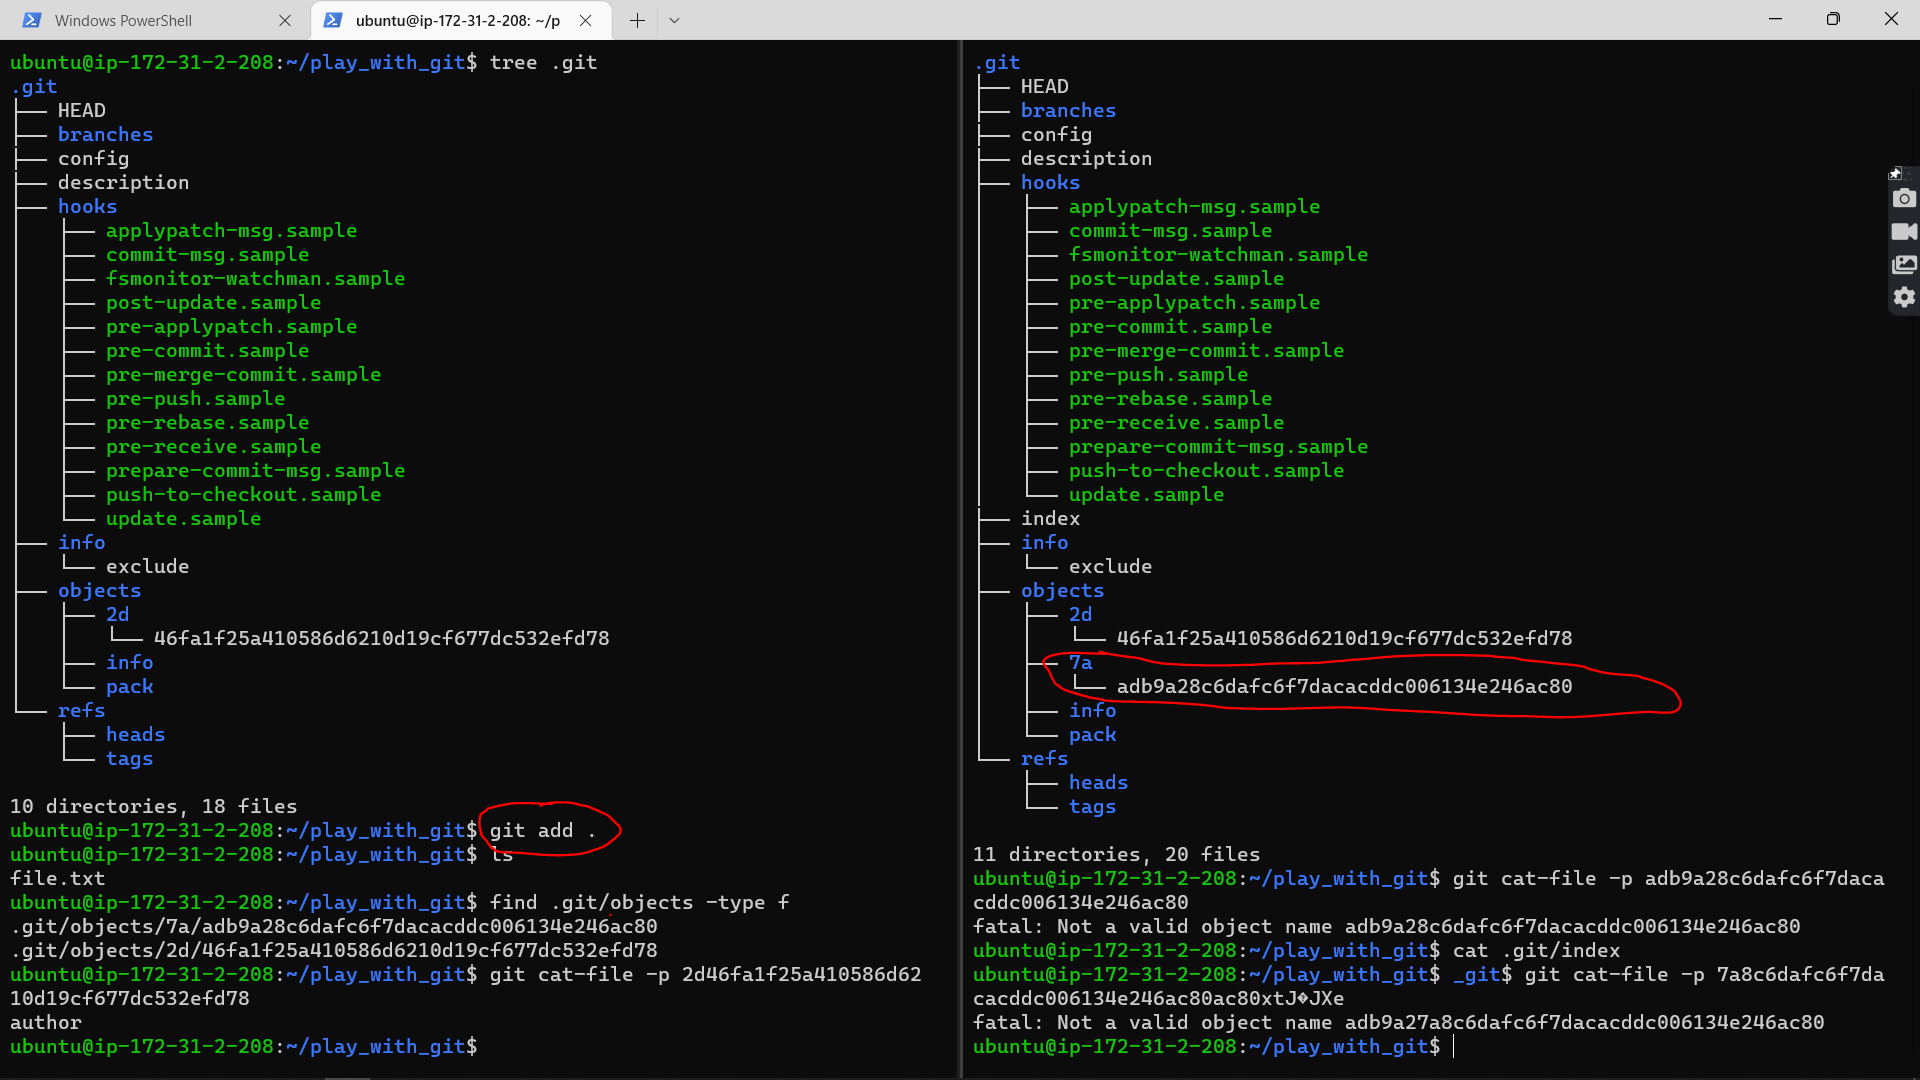 Windows PowerShell
ubuntu@ip-172-31-2-208: ~/p
ubuntu@ip-172-31-2-208:~/play_with_git$ tree .git
.git
├── HEAD
├── branches
├── config
├── description
├── hooks
│   ├── applypatch-msg.sample
│   ├── commit-msg.sample
│   ├── fsmonitor-watchman.sample
│   ├── post-update.sample
│   ├── pre-applypatch.sample
│   ├── pre-commit.sample
│   ├── pre-merge-commit.sample
│   ├── pre-push.sample
│   ├── pre-rebase.sample
│   ├── pre-receive.sample
│   ├── prepare-commit-msg.sample
│   ├── push-to-checkout.sample
│   └── update.sample
├── info
│   └── exclude
├── objects
│   ├── 2d
│   │   └── 46fa1f25a410586d6210d19cf677dc532efd78
│   ├── info
│   └── pack
└── refs
    ├── heads
    └── tags
10 directories, 18 files
ubuntu@ip-172-31-2-208:~/play_with_git$ git add .
ubuntu@ip-172-31-2-208:~/play_with_git$ ls
file.txt
ubuntu@ip-172-31-2-208:~/play_with_git$ find .git/objects -type f
.git/objects/7a/adb9a28c6dafc6f7dacacddc006134e246ac80
.git/objects/2d/46fa1f25a410586d6210d19cf677dc532efd78
ubuntu@ip-172-31-2-208:~/play_with_git$ git cat-file -p 2d46fa1f25a410586d62
10d19cf677dc532efd78
author
ubuntu@ip-172-31-2-208:~/play_with_git$
.git
├── HEAD
├── branches
├── config
├── description
├── hooks
│   ├── applypatch-msg.sample
│   ├── commit-msg.sample
│   ├── fsmonitor-watchman.sample
│   ├── post-update.sample
│   ├── pre-applypatch.sample
│   ├── pre-commit.sample
│   ├── pre-merge-commit.sample
│   ├── pre-push.sample
│   ├── pre-rebase.sample
│   ├── pre-receive.sample
│   ├── prepare-commit-msg.sample
│   ├── push-to-checkout.sample
│   └── update.sample
├── index
├── info
│   └── exclude
├── objects
│   ├── 2d
│   │   └── 46fa1f25a410586d6210d19cf677dc532efd78
│   ├── 7a
│   │   └── adb9a28c6dafc6f7dacacddc006134e246ac80
│   ├── info
│   └── pack
└── refs
    ├── heads
    └── tags
11 directories, 20 files
ubuntu@ip-172-31-2-208:~/play_with_git$ git cat-file -p adb9a28c6dafc6f7daca
cddc006134e246ac80
fatal: Not a valid object name adb9a28c6dafc6f7dacacddc006134e246ac80
ubuntu@ip-172-31-2-208:~/play_with_git$ cat .git/index
ubuntu@ip-172-31-2-208:~/play_with_git$ _git$ git cat-file -p 7a8c6dafc6f7da
cacddc006134e246ac80ac80xtJ�JXe
fatal: Not a valid object name adb9a27a8c6dafc6f7dacacddc006134e246ac80
ubuntu@ip-172-31-2-208:~/play_with_git$